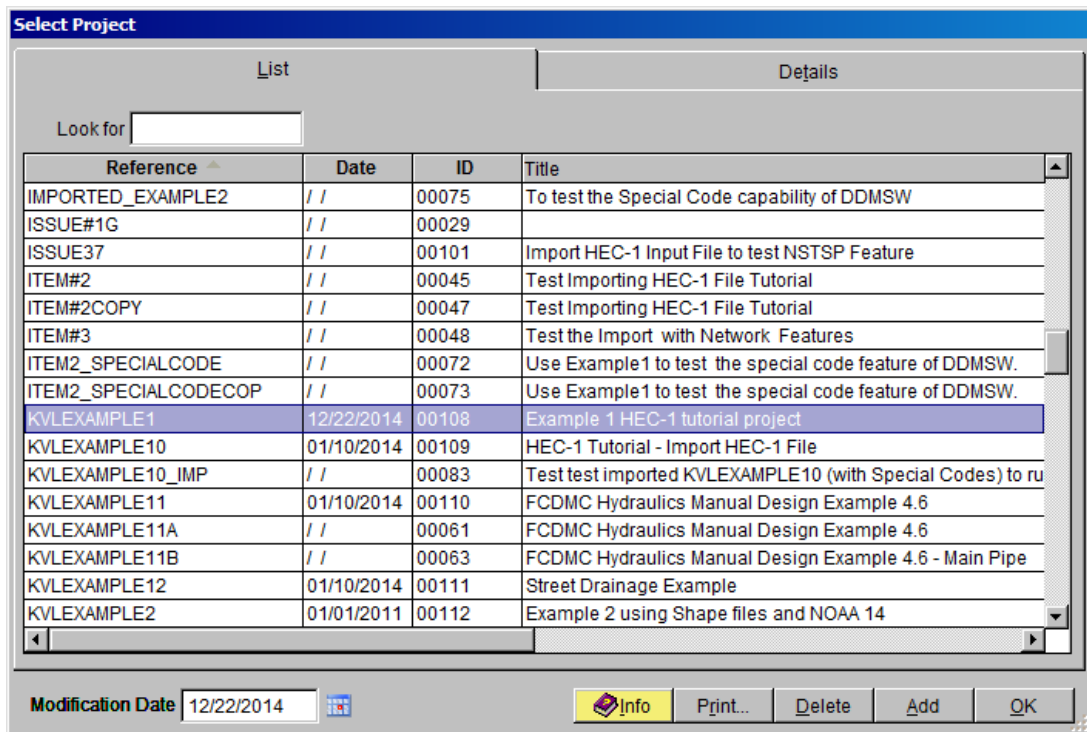 Select Project
List Details
Look for
Reference Date ID Title
IMPORTED_EXAMPLE2 / / 00075 To test the Special Code capability of DDMSW
ISSUE#1G / / 00029
ISSUE37 / / 00101 Import HEC-1 Input File to test NSTSP Feature
ITEM#2 / / 00045 Test Importing HEC-1 File Tutorial
ITEM#2COPY / / 00047 Test Importing HEC-1 File Tutorial
ITEM#3 / / 00048 Test the Import with Network Features
ITEM2_SPECIALCODE / / 00072 Use Example1 to test the special code feature of DDMSW.
ITEM2_SPECIALCODECOP / / 00073 Use Example1 to test the special code feature of DDMSW.
KVLEXAMPLE1 12/22/2014 00108 Example 1 HEC-1 tutorial project
KVLEXAMPLE10 01/10/2014 00109 HEC-1 Tutorial - Import HEC-1 File
KVLEXAMPLE10_IMP / / 00083 Test test imported KVLEXAMPLE10 (with Special Codes) to ru
KVLEXAMPLE11 01/10/2014 00110 FCDMC Hydraulics Manual Design Example 4.6
KVLEXAMPLE11A / / 00061 FCDMC Hydraulics Manual Design Example 4.6
KVLEXAMPLE11B / / 00063 FCDMC Hydraulics Manual Design Example 4.6 - Main Pipe
KVLEXAMPLE12 01/10/2014 00111 Street Drainage Example
KVLEXAMPLE2 01/01/2011 00112 Example 2 using Shape files and NOAA 14
Modification Date 12/22/2014 Info Print... Delete Add OK